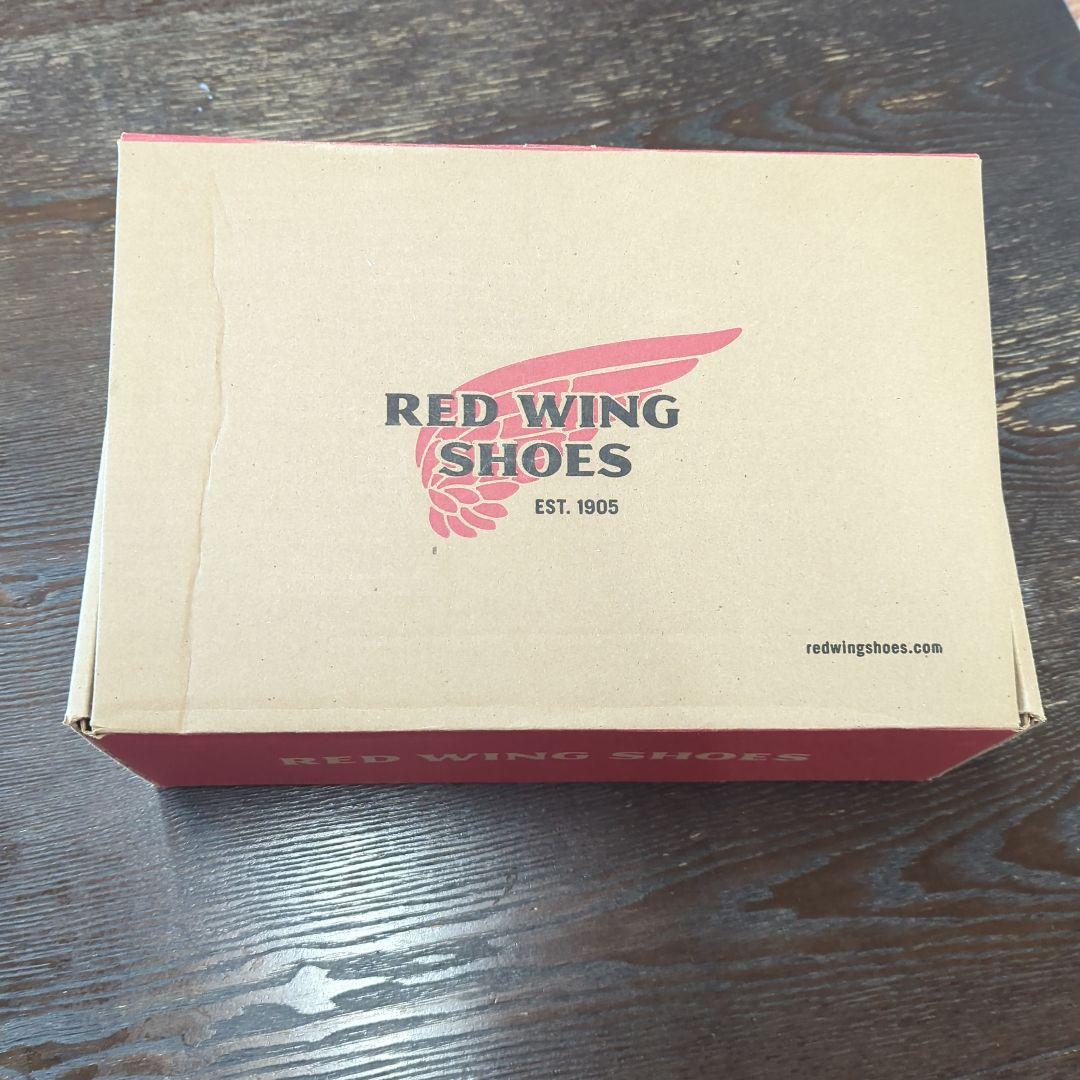 RED WING
SHOES
EST. 1905
redwingshoes.com
RED WING SHOES